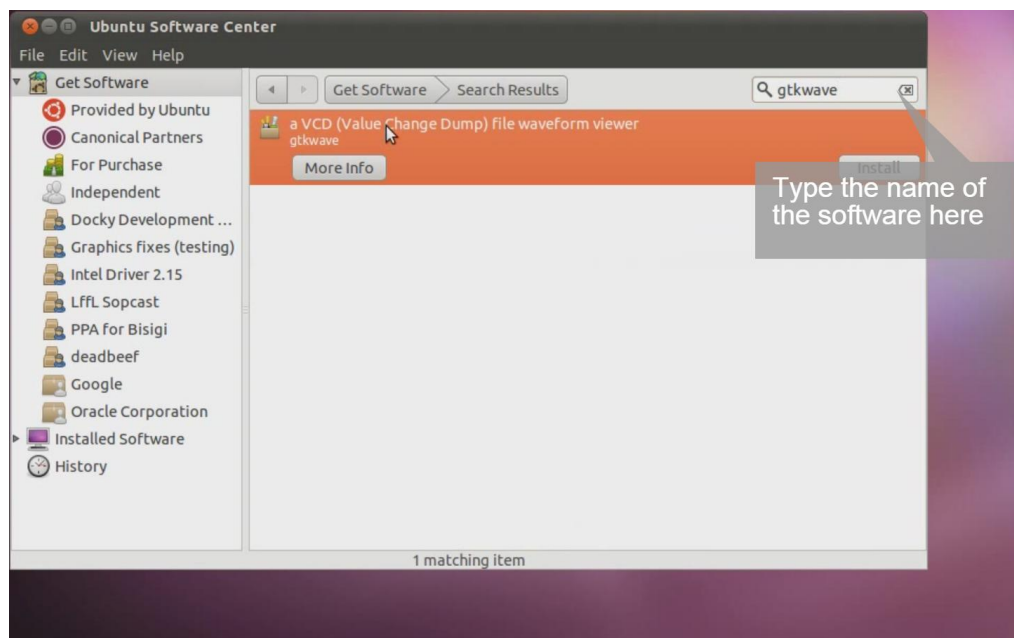 Ubuntu Software Center
File Edit View Help
Get Software
Provided by Ubuntu
Canonical Partners
For Purchase
Independent
Docky Development ...
Graphics fixes (testing)
Intel Driver 2.15
LffL Sopcast
PPA for Bisigi
deadbeef
Google
Oracle Corporation
Installed Software
History
Get Software Search Results
gtkwave
a VCD (Value Change Dump) file waveform viewer
gtkwave
More Info Install
Type the name of
the software here
1 matching item